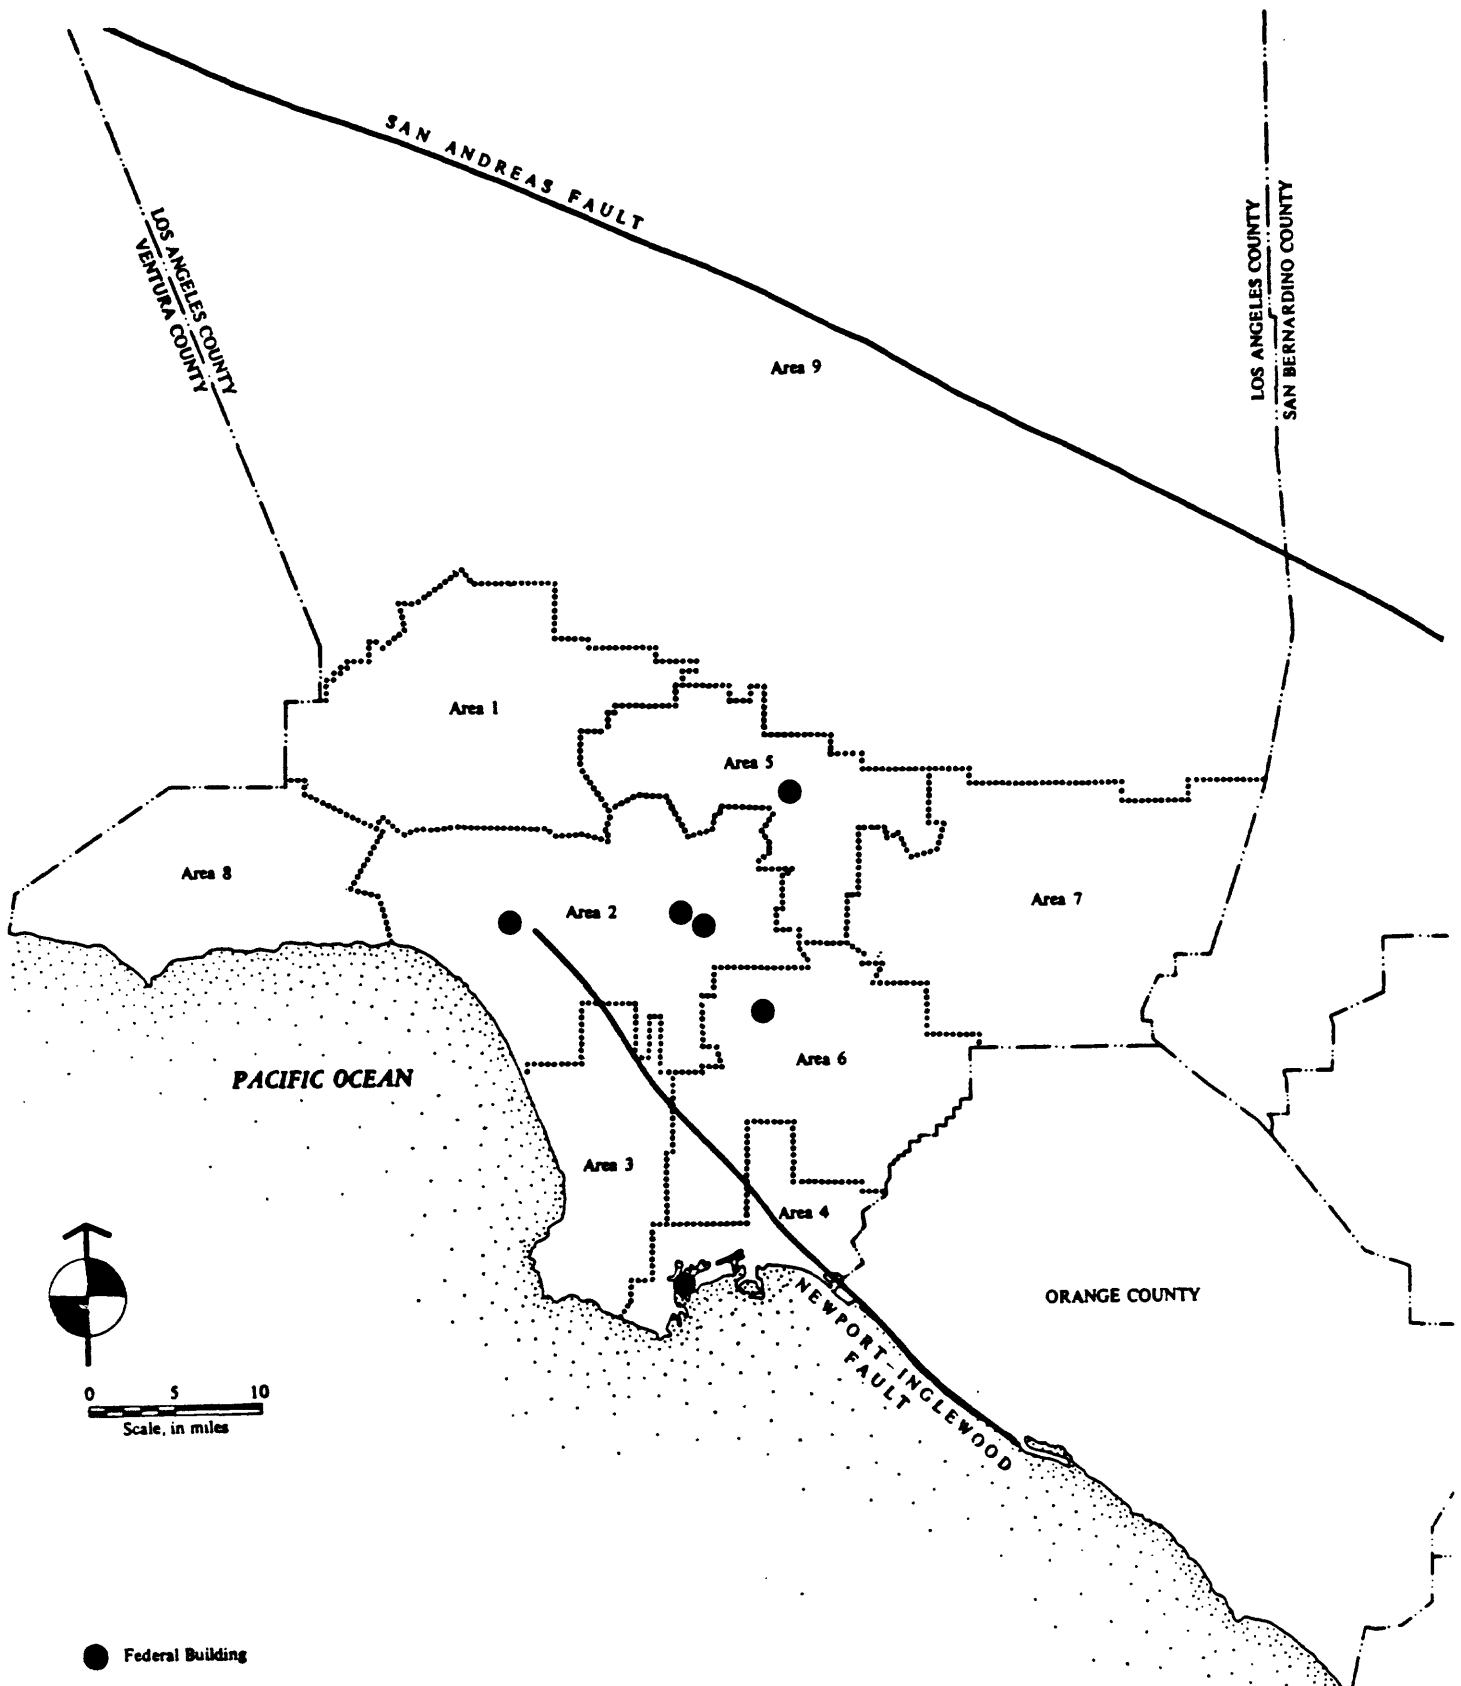 SAN ANDREAS FAULT
LOS ANGELES COUNTY
VENTURA COUNTY
LOS ANGELES COUNTY
SAN BERNARDINO COUNTY
Area 9
Area 1
Area 5
Area 8
Area 2
Area 7
Area 6
PACIFIC OCEAN
Area 3
Area 4
ORANGE COUNTY
NEWPORT-INGLEWOOD
FAULT
0 5 10
Scale, in miles
Federal Building